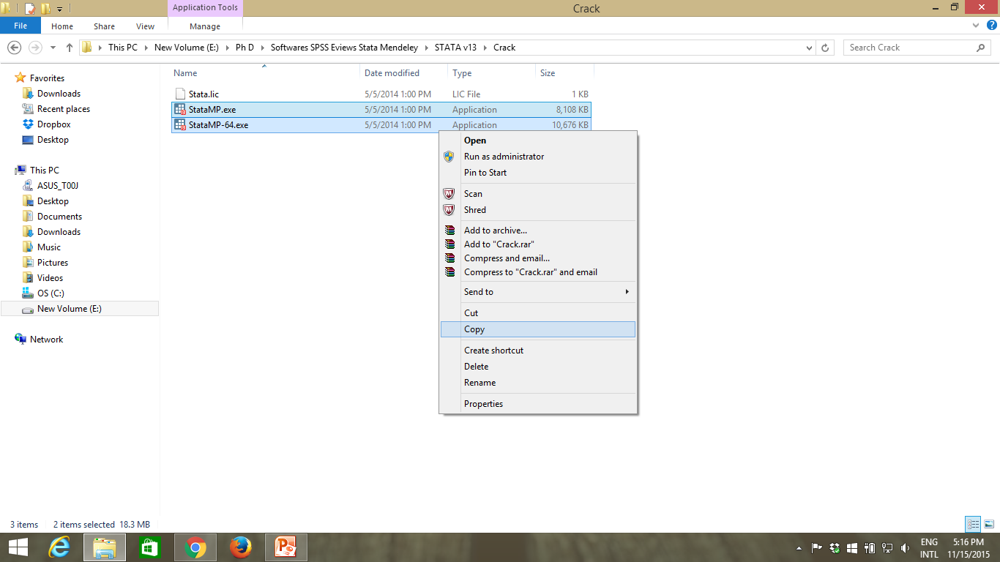 Application Tools
Crack
File
Home
Share
View
Manage
This PC
New Volume (E:)
Ph D
Softwares SPSS Eviews Stata Mendeley
STATA v13
Crack
Search Crack
Favorites
Downloads
Recent places
Dropbox
Desktop
This PC
ASUS_T00J
Desktop
Documents
Downloads
Music
Pictures
Videos
OS (C:)
New Volume (E:)
Network
Name Date modified Type Size
Stata.lic 5/5/2014 1:00 PM LIC File 1 KB
StataMP.exe 5/5/2014 1:00 PM Application 8,108 KB
StataMP-64.exe 5/5/2014 1:00 PM Application 10,676 KB
Open
Run as administrator
Pin to Start
Scan
Shred
Add to archive...
Add to "Crack.rar"
Compress and email...
Compress to "Crack.rar" and email
Send to
Cut
Copy
Create shortcut
Delete
Rename
Properties
3 items 2 items selected 18.3 MB
ENG
INTL
5:16 PM
11/15/2015